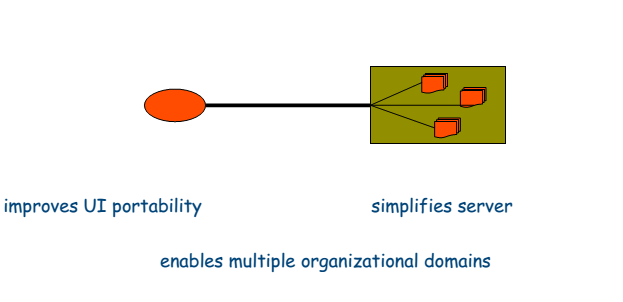 improves UI portability
simplifies server
enables multiple organizational domains